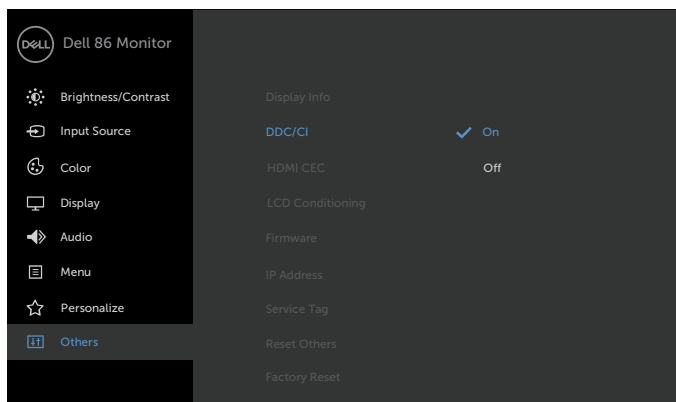 DELL
Dell 86 Monitor
Brightness/Contrast
Input Source
Color
Display
Audio
Menu
Personalize
Others
Display Info
DDC/CI
On
HDMI CEC
Off
LCD Conditioning
Firmware
IP Address
Service Tag
Reset Others
Factory Reset